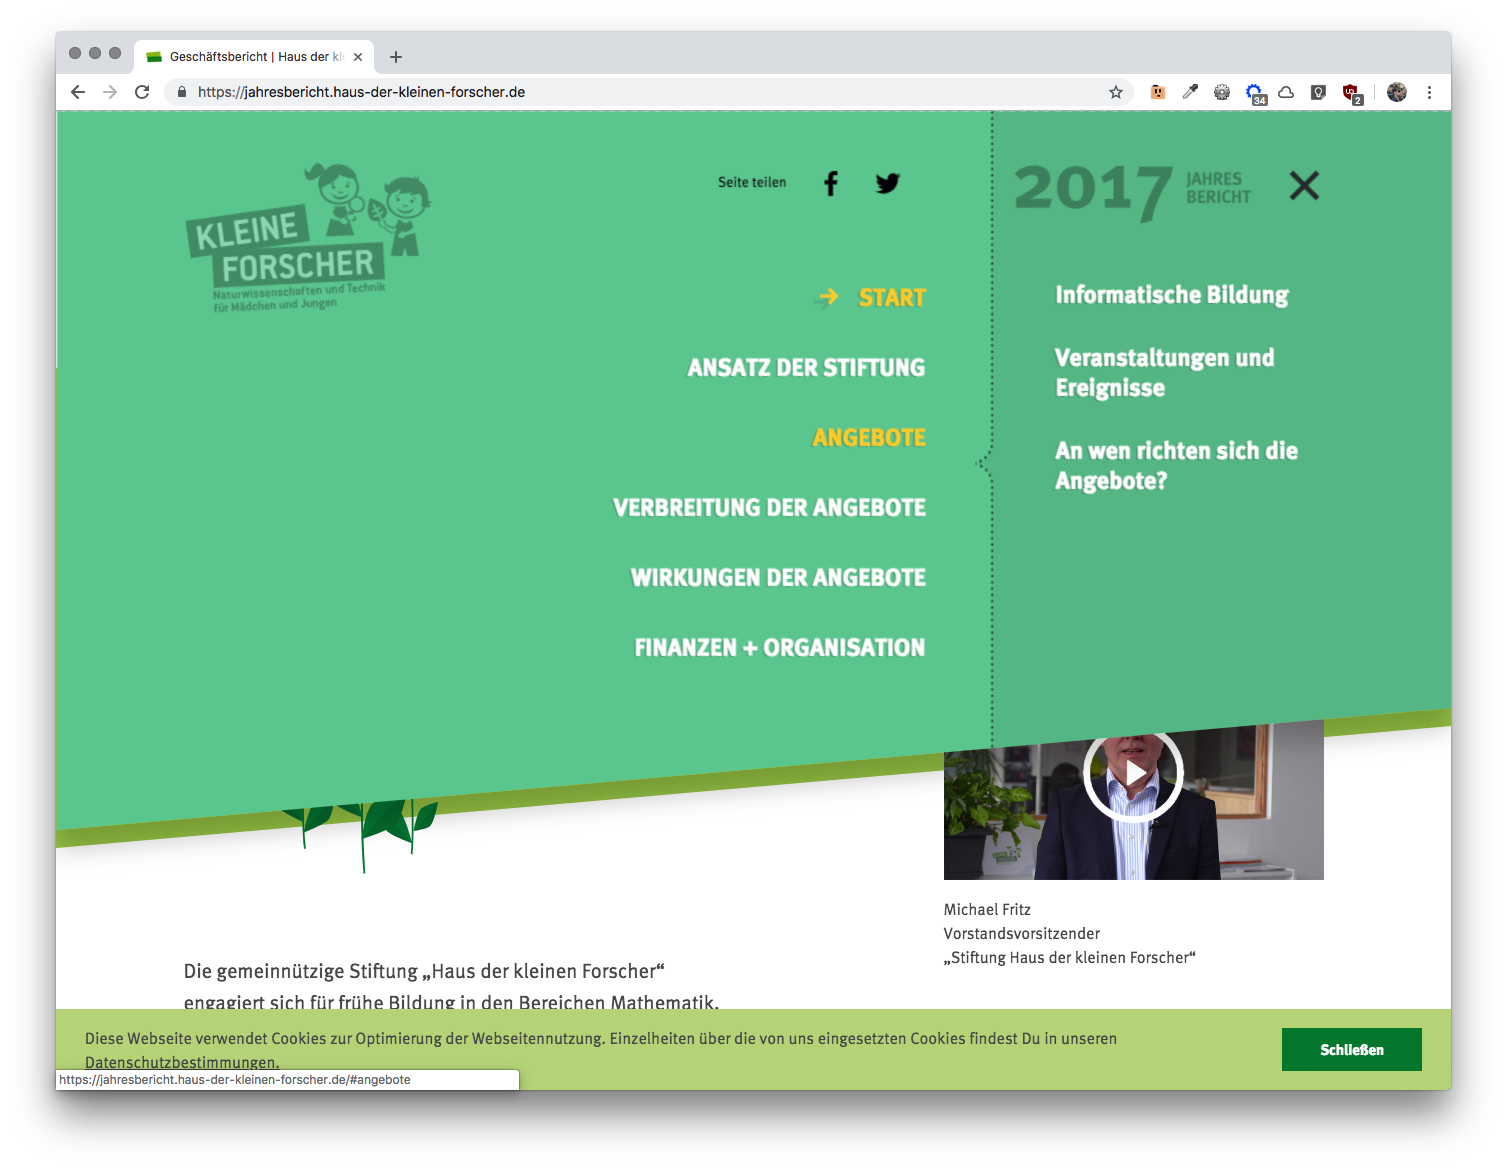 Geschäftsbericht | Haus der kle
https://jahresbericht.haus-der-kleinen-forscher.de
34
2
KLEINE
FORSCHER
Naturwissenschaften und Technik
für Mädchen und Jungen
Seite teilen
2017
JAHRES
BERICHT
START
ANSATZ DER STIFTUNG
ANGEBOTE
VERBREITUNG DER ANGEBOTE
WIRKUNGEN DER ANGEBOTE
FINANZEN + ORGANISATION
Informatische Bildung
Veranstaltungen und
Ereignisse
An wen richten sich die
Angebote?
Michael Fritz
Vorstandsvorsitzender
„Stiftung Haus der kleinen Forscher“
Die gemeinnützige Stiftung „Haus der kleinen Forscher“
engagiert sich für frühe Bildung in den Bereichen Mathematik,
Diese Webseite verwendet Cookies zur Optimierung der Webseitennutzung. Einzelheiten über die von uns eingesetzten Cookies findest Du in unseren
Datenschutzbestimmungen.
Schließen
https://jahresbericht.haus-der-kleinen-forscher.de/#angebote